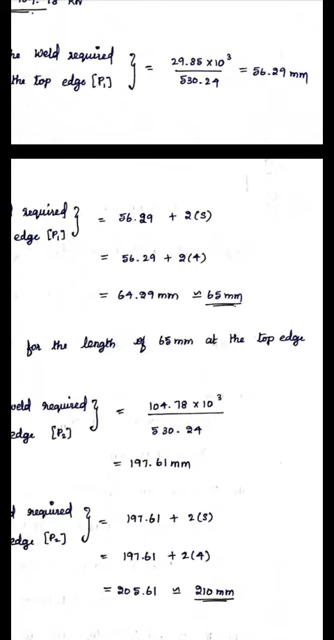 he weld required } = 29.85 x 10³ / 530.24 = 56.29 mm
the top edge [P₁]
required } = 56.29 + 2(S)
edge [P₁]
= 56.29 + 2(4)
= 64.29 mm ≃ 65 mm
for the length of 65 mm at the top edge
weld required } = 104.78 x 10³ / 530.24
edge [P₂]
= 197.61 mm
d required } = 197.61 + 2(S)
edge [P₂]
= 197.61 + 2(4)
= 205.61 ≃ 210 mm